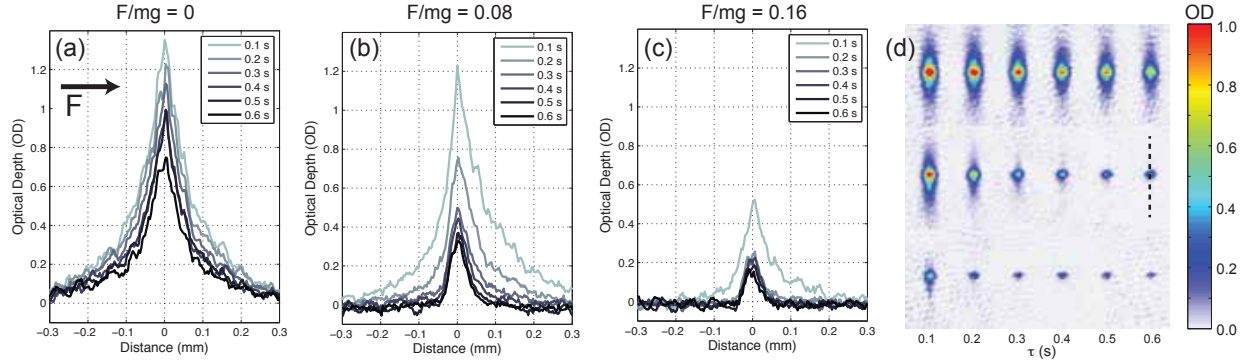 F/mg = 0
F/mg = 0.08
F/mg = 0.16
(a)
F
0.1 s
0.2 s
0.3 s
0.4 s
0.5 s
0.6 s
Optical Depth (OD)
1.2
1
0.8
0.6
0.4
0.2
0
−0.3
−0.2
−0.1
0
0.1
0.2
0.3
Distance (mm)
(b)
0.1 s
0.2 s
0.3 s
0.4 s
0.5 s
0.6 s
Optical Depth (OD)
1.2
1
0.8
0.6
0.4
0.2
0
−0.3
−0.2
−0.1
0
0.1
0.2
0.3
Distance (mm)
(c)
0.1 s
0.2 s
0.3 s
0.4 s
0.5 s
0.6 s
Optical Depth (OD)
1.2
1
0.8
0.6
0.4
0.2
0
−0.3
−0.2
−0.1
0
0.1
0.2
0.3
Distance (mm)
(d)
0.1
0.2
0.3
0.4
0.5
0.6
τ (s)
OD
1.0
0.8
0.6
0.4
0.2
0.0